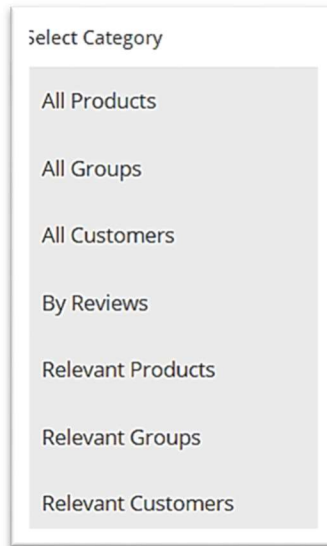 Select Category
All Products
All Groups
All Customers
By Reviews
Relevant Products
Relevant Groups
Relevant Customers